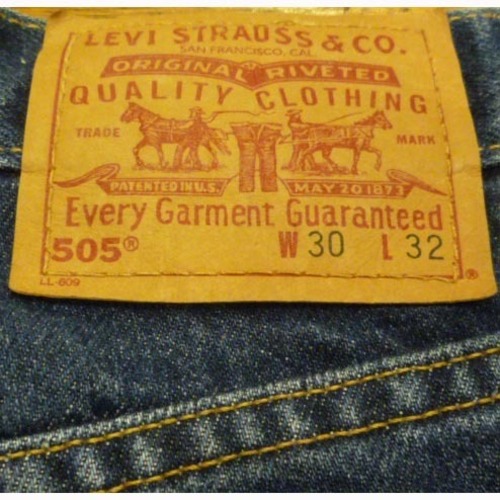 LEVI STRAUSS & CO.
SAN FRANCISCO, CAL.
ORIGINAL RIVETED
QUALITY CLOTHING
TRADE MARK
PATENTED IN U.S. MAY 20 1873
Every Garment Guaranteed
505® W 30 L 32
LL-609 ®